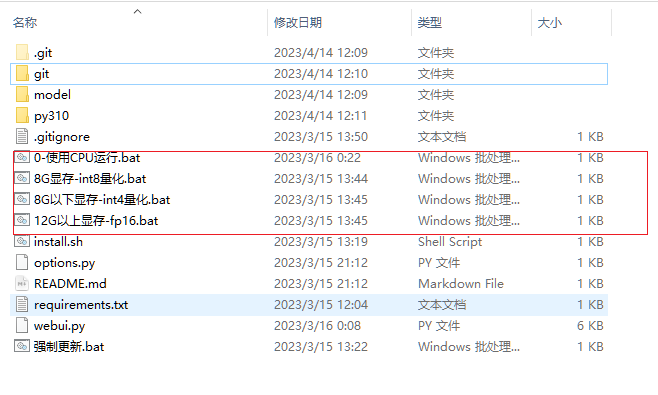 名称 修改日期 类型 大小
.git 2023/4/14 12:09 文件夹
git 2023/4/14 12:10 文件夹
model 2023/4/14 12:09 文件夹
py310 2023/4/14 12:11 文件夹
.gitignore 2023/3/15 13:50 文本文档 1 KB
0-使用CPU运行.bat 2023/3/16 0:22 Windows 批处理... 1 KB
8G显存-int8量化.bat 2023/3/15 13:44 Windows 批处理... 1 KB
8G以下显存-int4量化.bat 2023/3/15 13:45 Windows 批处理... 1 KB
12G以上显存-fp16.bat 2023/3/15 13:45 Windows 批处理... 1 KB
install.sh 2023/3/15 13:19 Shell Script 1 KB
options.py 2023/3/15 21:12 PY 文件 1 KB
README.md 2023/3/15 21:12 Markdown File 1 KB
requirements.txt 2023/3/15 12:04 文本文档 1 KB
webui.py 2023/3/16 0:08 PY 文件 6 KB
强制更新.bat 2023/3/15 13:22 Windows 批处理... 1 KB